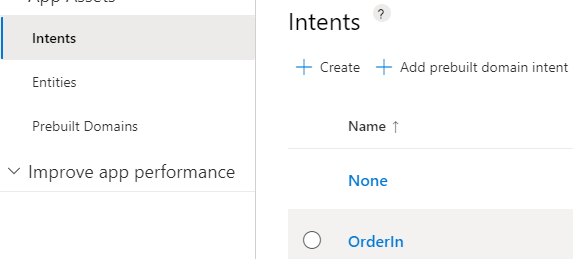 App Assets
Intents
Entities
Prebuilt Domains
Improve app performance
Intents ?
+ Create + Add prebuilt domain intent
Name ↑
None
OrderIn